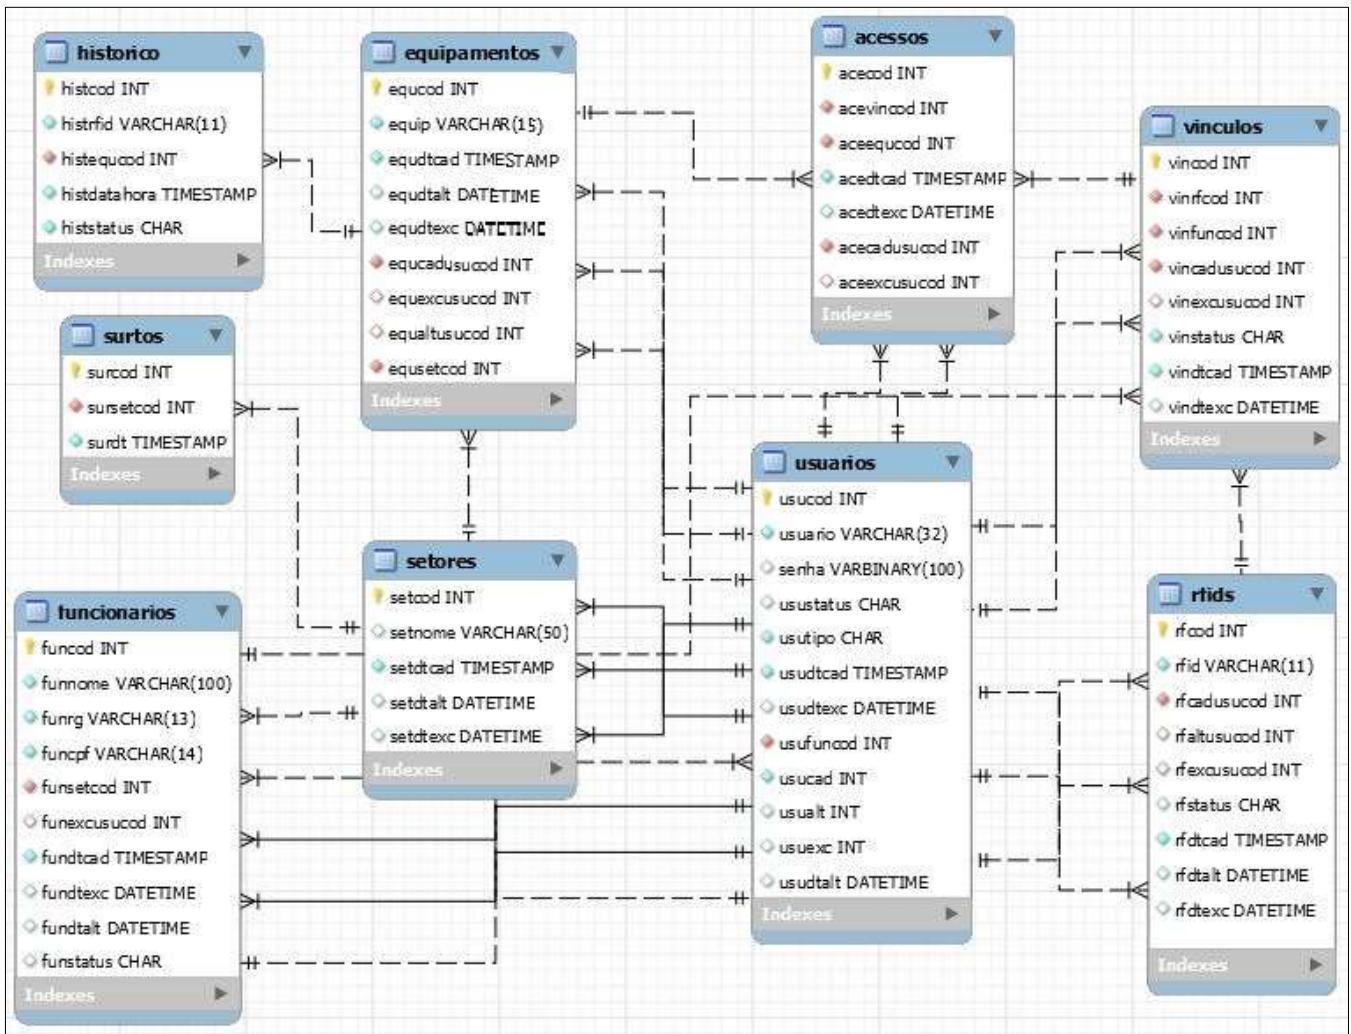 historico
histcod INT
histrfid VARCHAR(11)
histequcod INT
histdatahora TIMESTAMP
histstatus CHAR
Indexes
equipamentos
equcod INT
equip VARCHAR(15)
equdtcad TIMESTAMP
equdtalt DATETIME
equdtexc DATETIME
equcadusucod INT
equexcusucod INT
equaltusucod INT
equsetcod INT
Indexes
acessos
acecod INT
acevincod INT
aceequcod INT
acedtcad TIMESTAMP
acedtexc DATETIME
acecadusucod INT
aceexcusucod INT
Indexes
vinculos
vincod INT
vinrfcod INT
vinfuncod INT
vincadusucod INT
vinexcusucod INT
vinstatus CHAR
vindtcad TIMESTAMP
vindtexc DATETIME
Indexes
surtos
surcod INT
sursetcod INT
surdt TIMESTAMP
Indexes
usuarios
usucod INT
usuario VARCHAR(32)
senha VARBINARY(100)
usustatus CHAR
usutipo CHAR
usudtcad TIMESTAMP
usudtexc DATETIME
usufuncod INT
usucad INT
usualt INT
usuexc INT
usudtalt DATETIME
Indexes
setores
setcod INT
setnome VARCHAR(50)
setdtcad TIMESTAMP
setdtalt DATETIME
setdtexc DATETIME
Indexes
funcionarios
funcod INT
funnome VARCHAR(100)
funrg VARCHAR(13)
funcpf VARCHAR(14)
funsetcod INT
funexcusucod INT
fundtcad TIMESTAMP
fundtexc DATETIME
fundtalt DATETIME
funstatus CHAR
Indexes
rfids
rfcod INT
rfid VARCHAR(11)
rfcadusucod INT
rfaltusucod INT
rfexcusucod INT
rfstatus CHAR
rfdtcad TIMESTAMP
rfdtalt DATETIME
rfdtexc DATETIME
Indexes